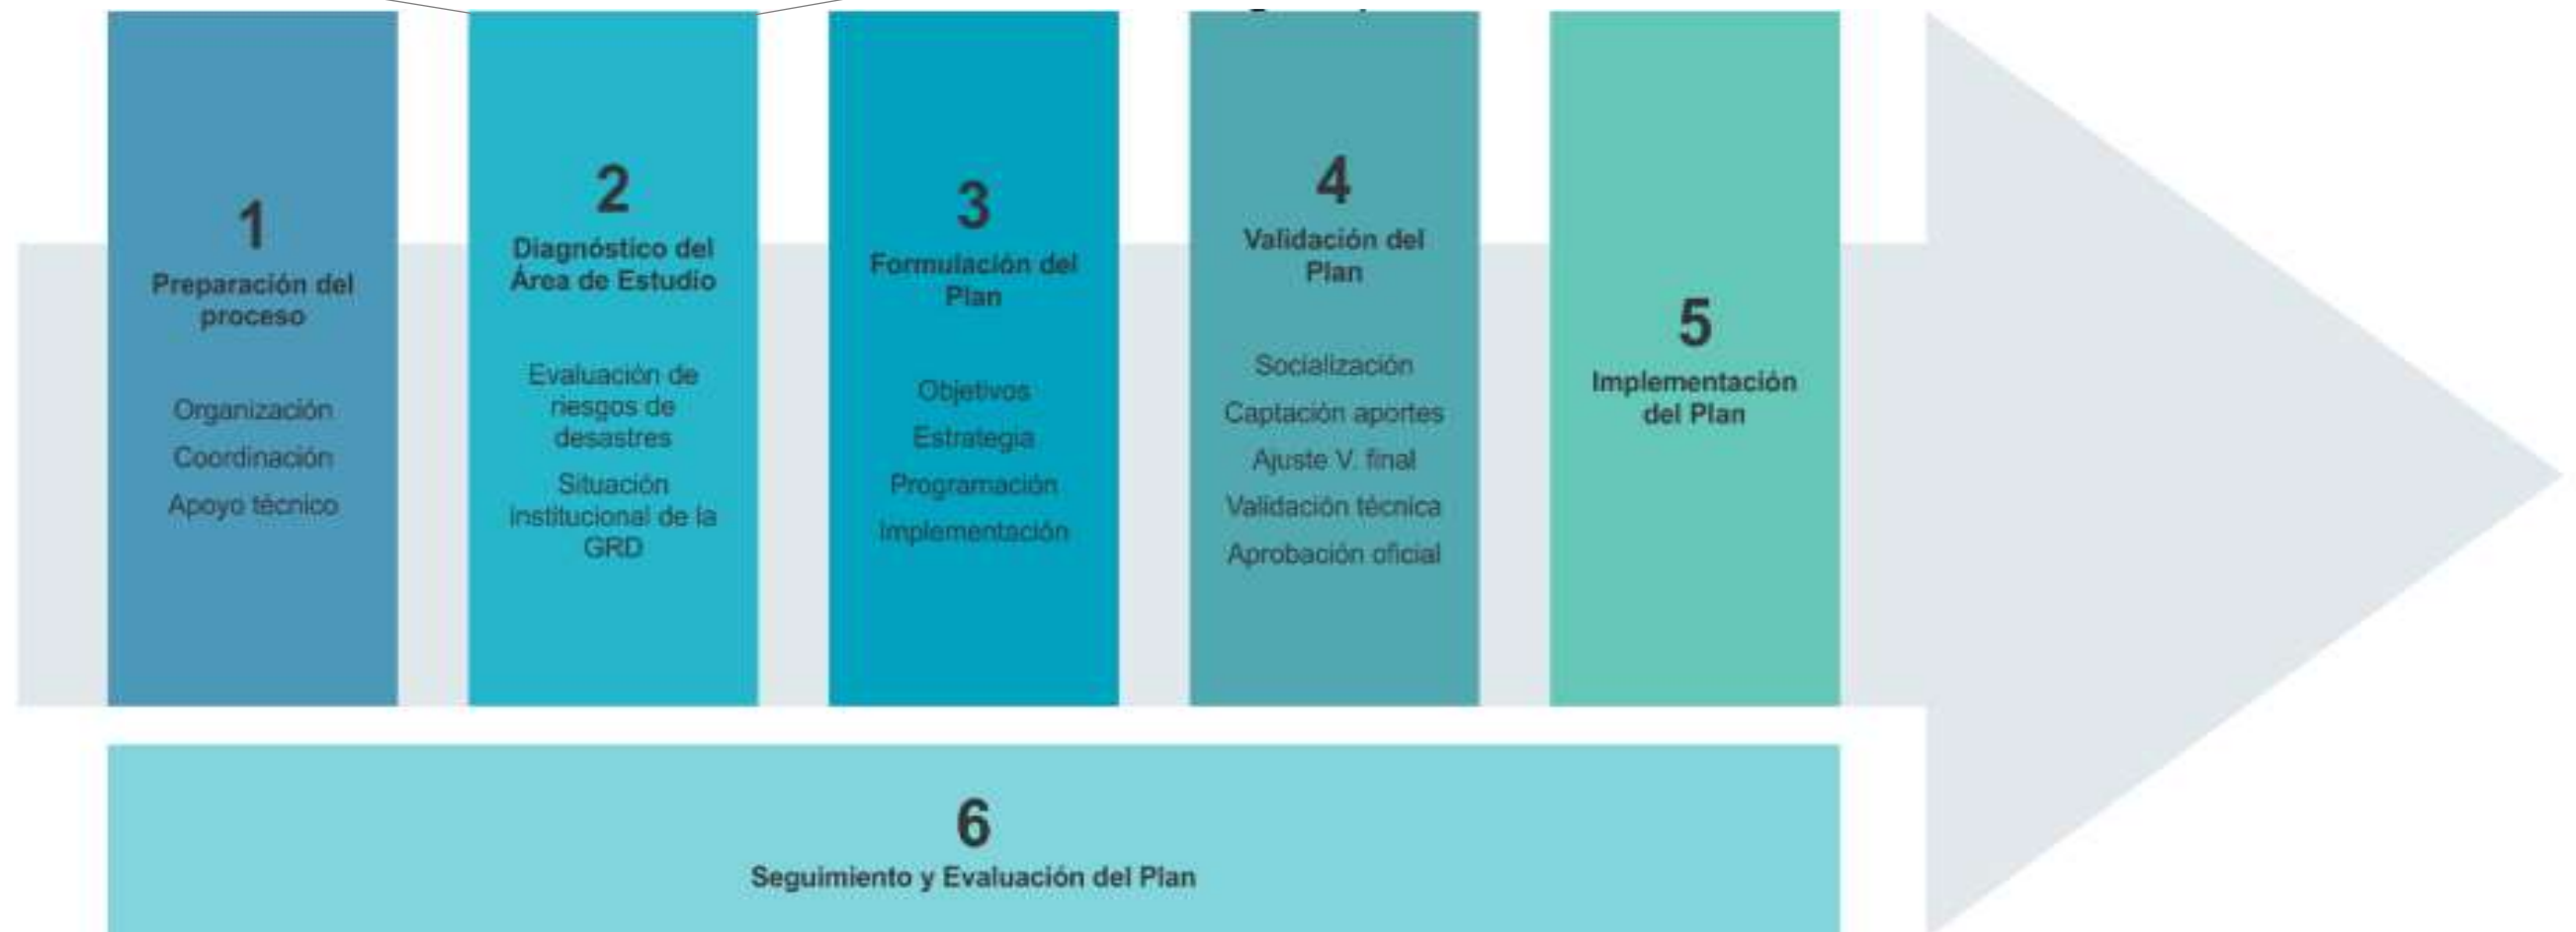 1
Preparación del
proceso
Organización
Coordinación
Apoyo técnico
2
Diagnóstico del
Área de Estudio
Evaluación de
riesgos de
desastres
Situación
institucional de la
GRD
3
Formulación del
Plan
Objetivos
Estrategia
Programación
Implementación
4
Validación del
Plan
Socialización
Captación aportes
Ajuste V. final
Validación técnica
Aprobación oficial
5
Implementación
del Plan
6
Seguimiento y Evaluación del Plan